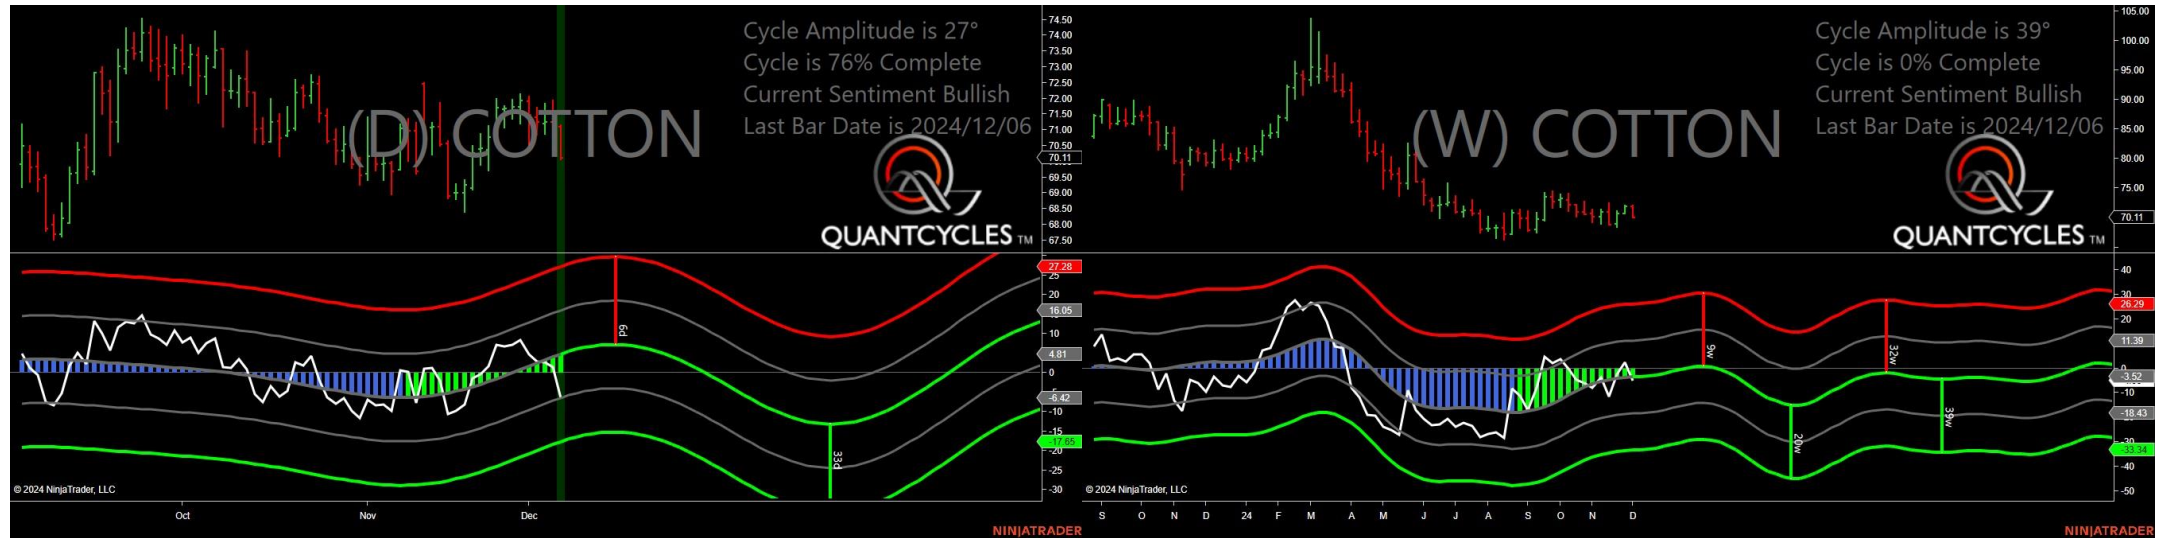 Cycle Amplitude is 27°
Cycle is 76% Complete
Current Sentiment Bullish
Last Bar Date is 2024/12/06
(D) COTTON
QUANTCYCLES TM
74.50
74.00
73.50
73.00
72.50
72.00
71.50
71.00
70.50
70.11
69.50
69.00
68.50
68.00
67.50
27.28
25
20
16.05
10
4.81
0
-6.42
-10
-15
-17.65
-20
-25
-30
6d
33d
© 2024 NinjaTrader, LLC
Oct
Nov
Dec
NINJATRADER
Cycle Amplitude is 39°
Cycle is 0% Complete
Current Sentiment Bullish
Last Bar Date is 2024/12/06
(W) COTTON
QUANTCYCLES TM
105.00
100.00
95.00
90.00
85.00
80.00
75.00
70.11
40
30
26.29
20
11.39
0
-3.52
-10
-18.43
-30
-33.34
-40
-50
9w
20w
32w
39w
© 2024 NinjaTrader, LLC
S O N D 24 F M A M J J A S O N D
NINJATRADER